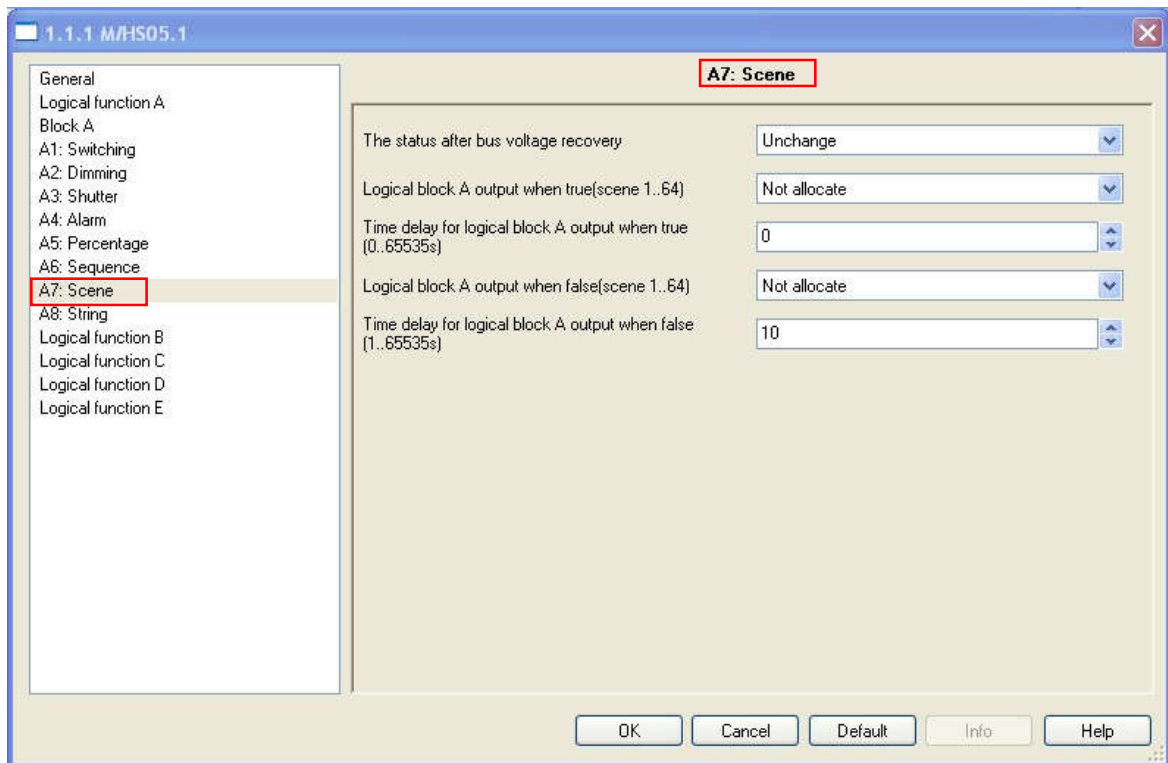 1.1.1 M/HS05.1
General
Logical function A
Block A
A1: Switching
A2: Dimming
A3: Shutter
A4: Alarm
A5: Percentage
A6: Sequence
A7: Scene
A8: String
Logical function B
Logical function C
Logical function D
Logical function E
A7: Scene
The status after bus voltage recovery
Unchange
Logical block A output when true(scene 1..64)
Not allocate
Time delay for logical block A output when true
(0..65535s)
0
Logical block A output when false(scene 1..64)
Not allocate
Time delay for logical block A output when false
(1..65535s)
10
OK
Cancel
Default
Info
Help